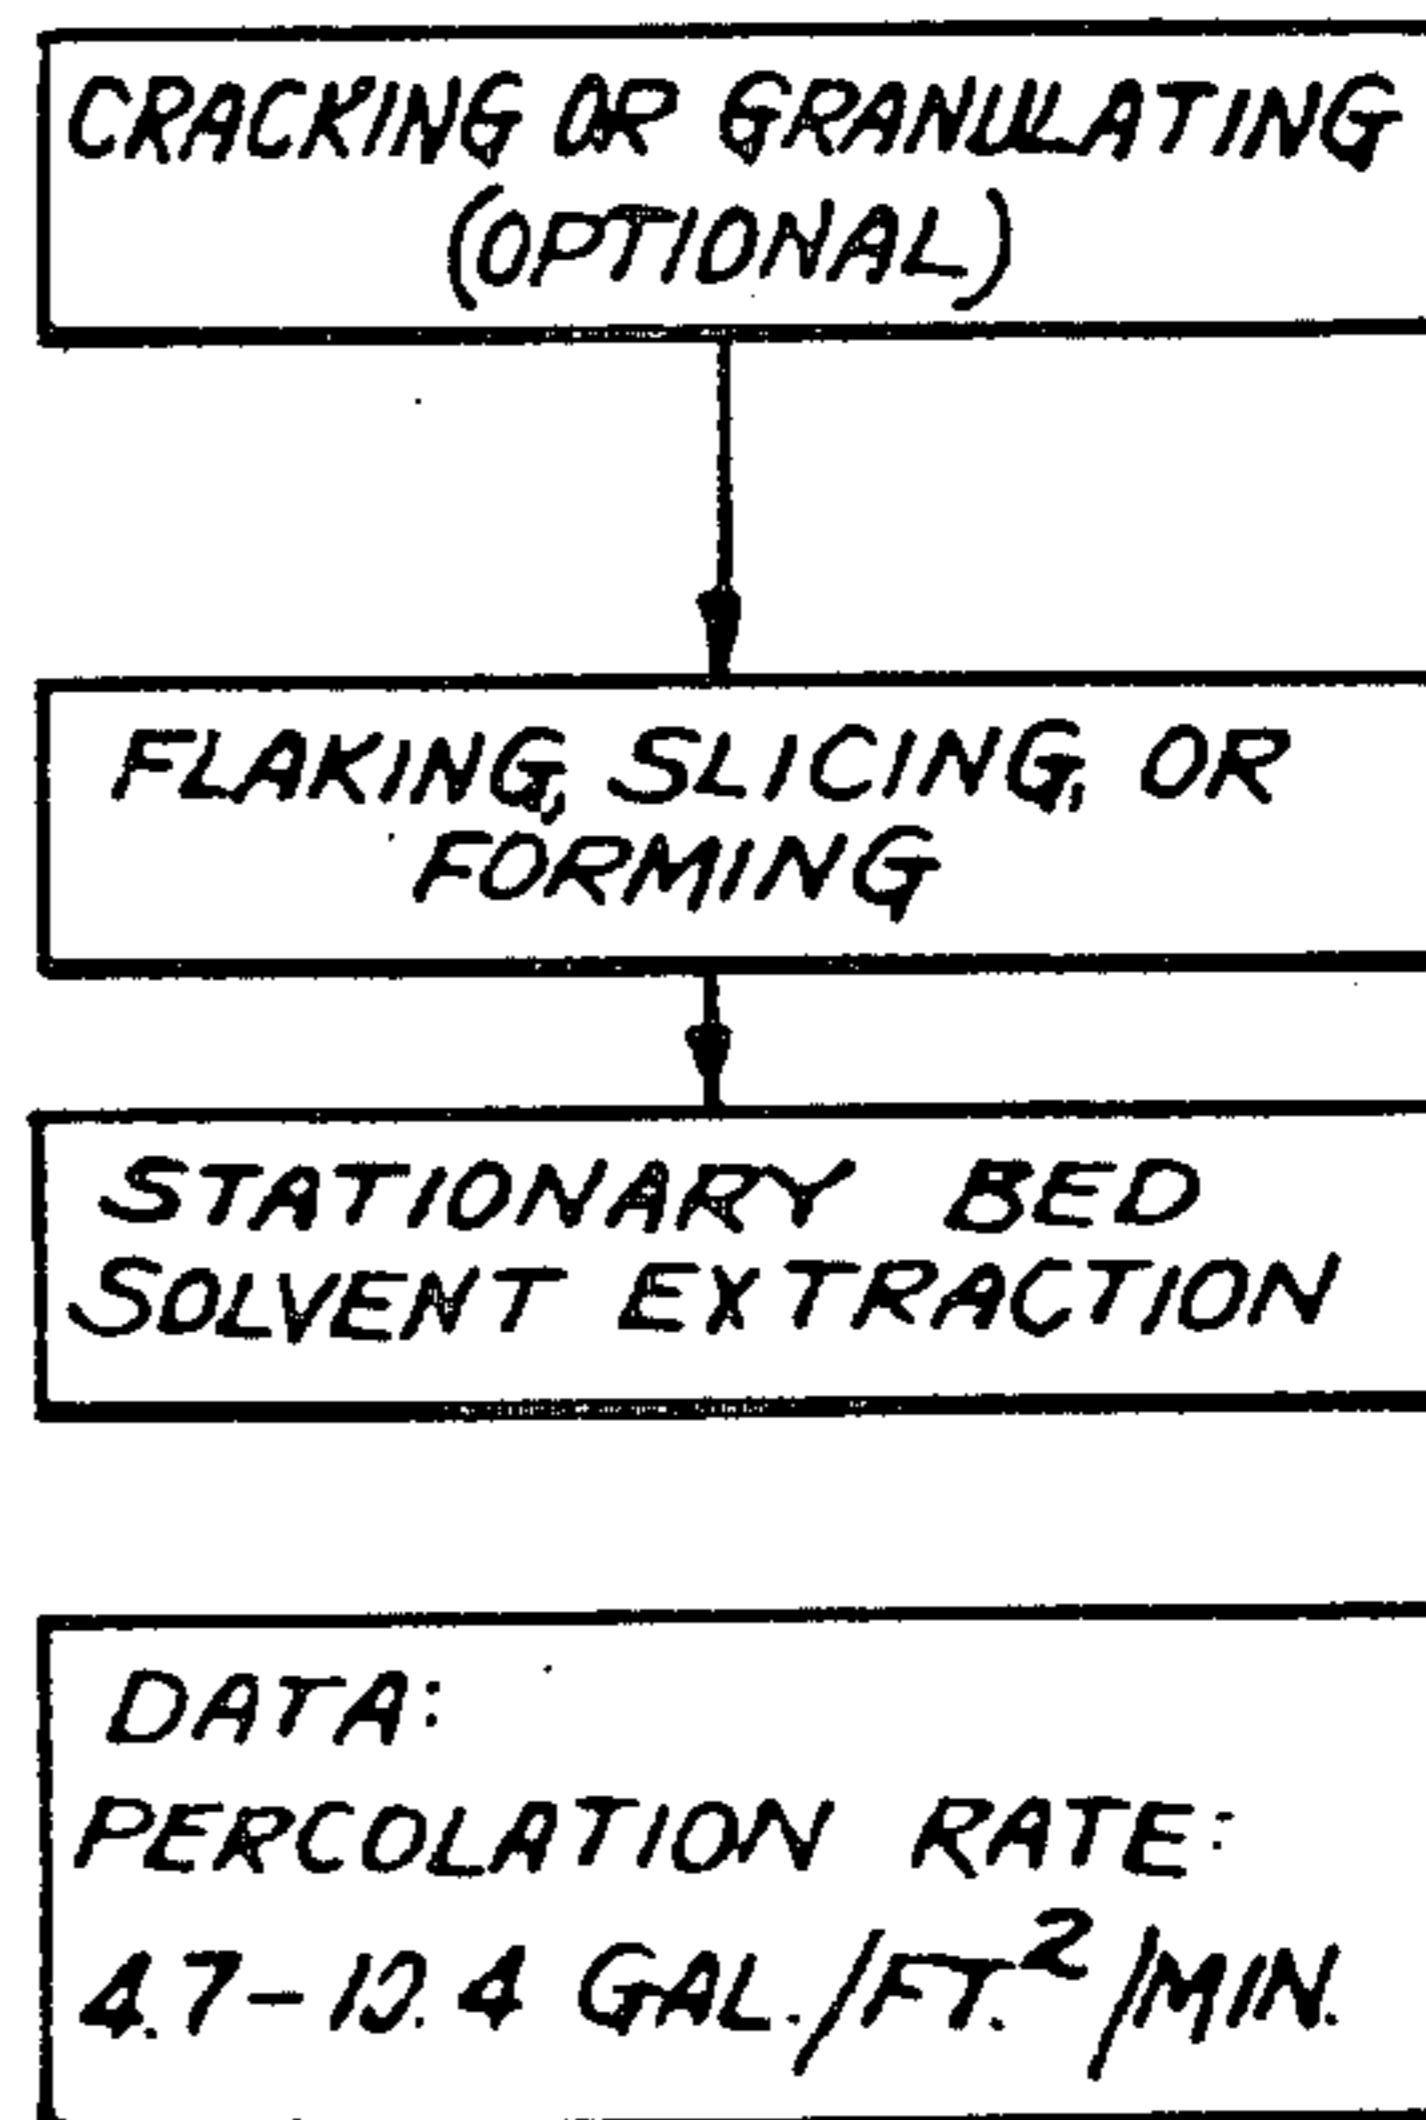 CRACKING OR GRANULATING
(OPTIONAL)
FLAKING, SLICING, OR
FORMING
STATIONARY BED
SOLVENT EXTRACTION
DATA:
PERCOLATION RATE:
4.7-10.4 GAL./FT.²/MIN.